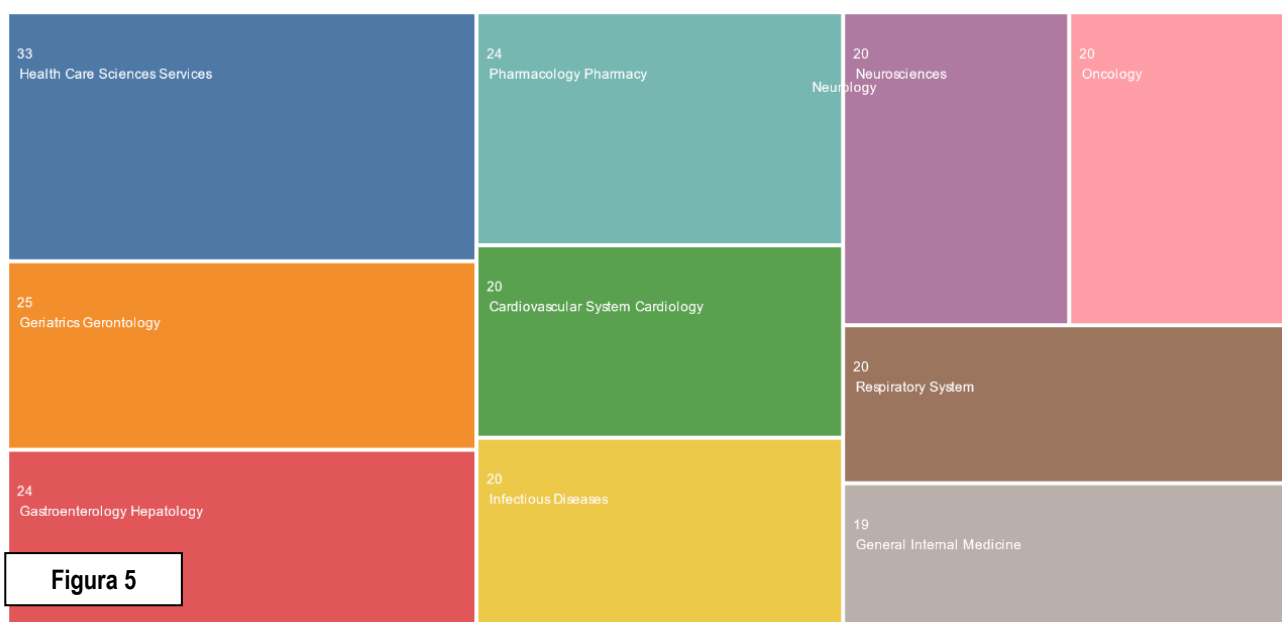 33
Health Care Sciences Services
25
Geriatrics Gerontology
24
Gastroenterology Hepatology
Figura 5
24
Pharmacology Pharmacy
20
Cardiovascular System Cardiology
20
Infectious Diseases
20
Neurosciences
Neurology
20
Oncology
20
Respiratory System
19
General Internal Medicine